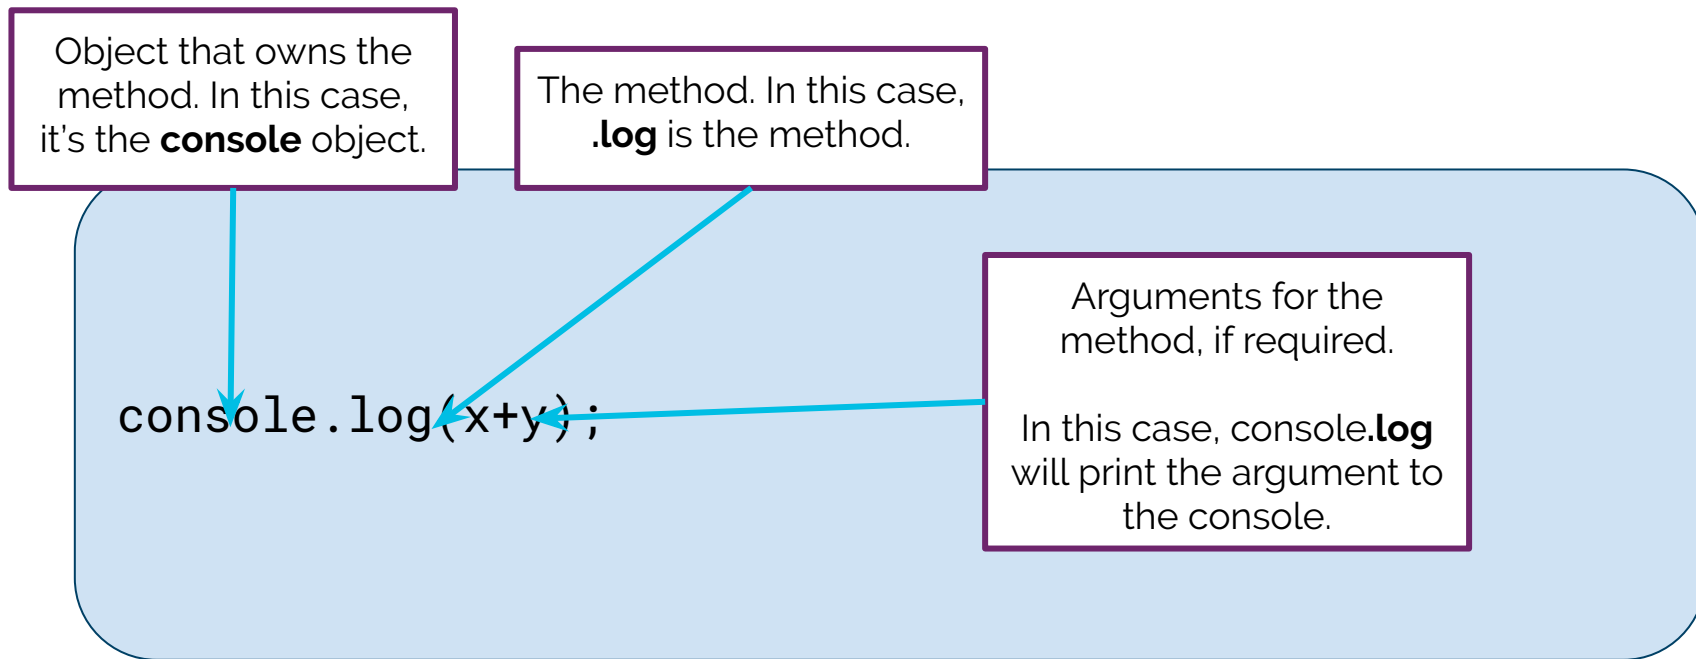 Object that owns the
method. In this case,
it’s the console object.
The method. In this case,
.log is the method.
Arguments for the
method, if required.
In this case, console.log
will print the argument to
the console.
console.log(x+y);